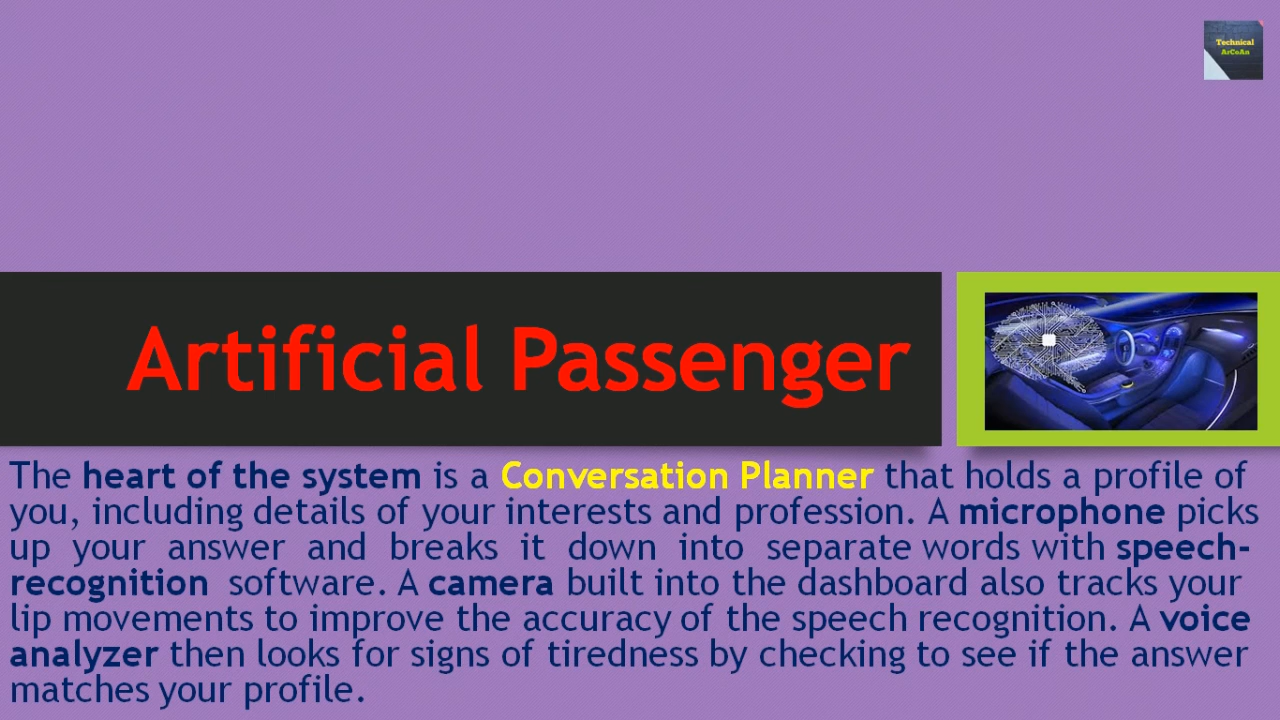 Technical
ArCeAn
Artificial Passenger
The heart of the system is a Conversation Planner that holds a profile of
you, including details of your interests and profession. A microphone picks
up your answer and breaks it down into separate words with speech-
recognition software. A camera built into the dashboard also tracks your
lip movements to improve the accuracy of the speech recognition. A voice
analyzer then looks for signs of tiredness by checking to see if the answer
matches your profile.